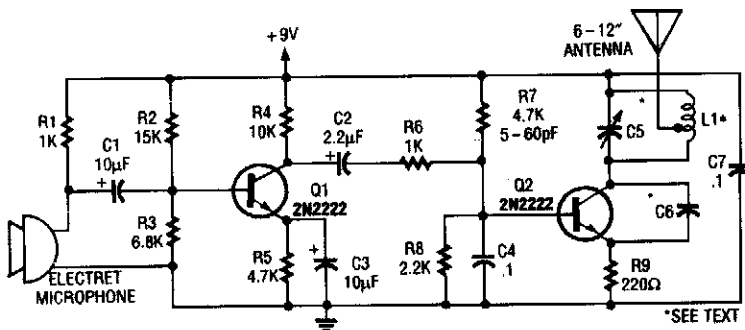 +9V
6-12"
ANTENNA
R1
1K
R2
15K
R4
10K
C2
2.2µF
R6
1K
R7
4.7K
5-60pF
*
C5
L1*
C1
10µF
+
+
C7
.1
Q1
2N2222
Q2
2N2222
*
C6
R3
6.8K
R5
4.7K
+
C3
10µF
R8
2.2K
C4
.1
R9
220Ω
ELECTRET
MICROPHONE
*SEE TEXT